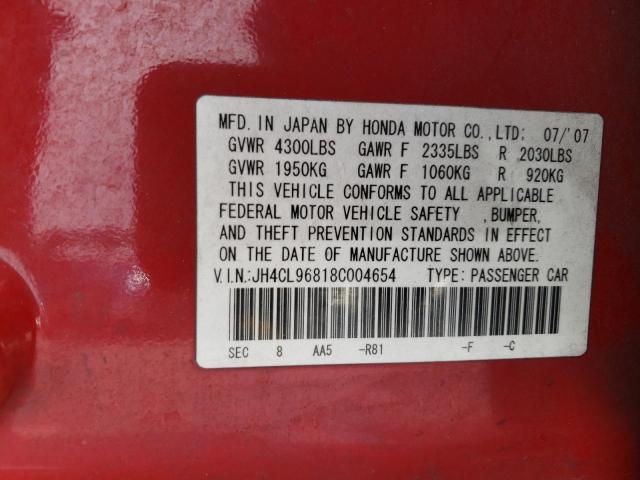 MFD. IN JAPAN BY HONDA MOTOR CO., LTD: 07/'07
GVWR 4300LBS GAWR F 2335LBS R 2030LBS
GVWR 1950KG GAWR F 1060KG R 920KG
THIS VEHICLE CONFORMS TO ALL APPLICABLE
FEDERAL MOTOR VEHICLE SAFETY ,BUMPER,
AND THEFT PREVENTION STANDARDS IN EFFECT
ON THE DATE OF MANUFACTURE SHOWN ABOVE.
V.I.N.:JH4CL96818C004654 TYPE: PASSENGER CAR
SEC 8 AA5 -R81 -F -C